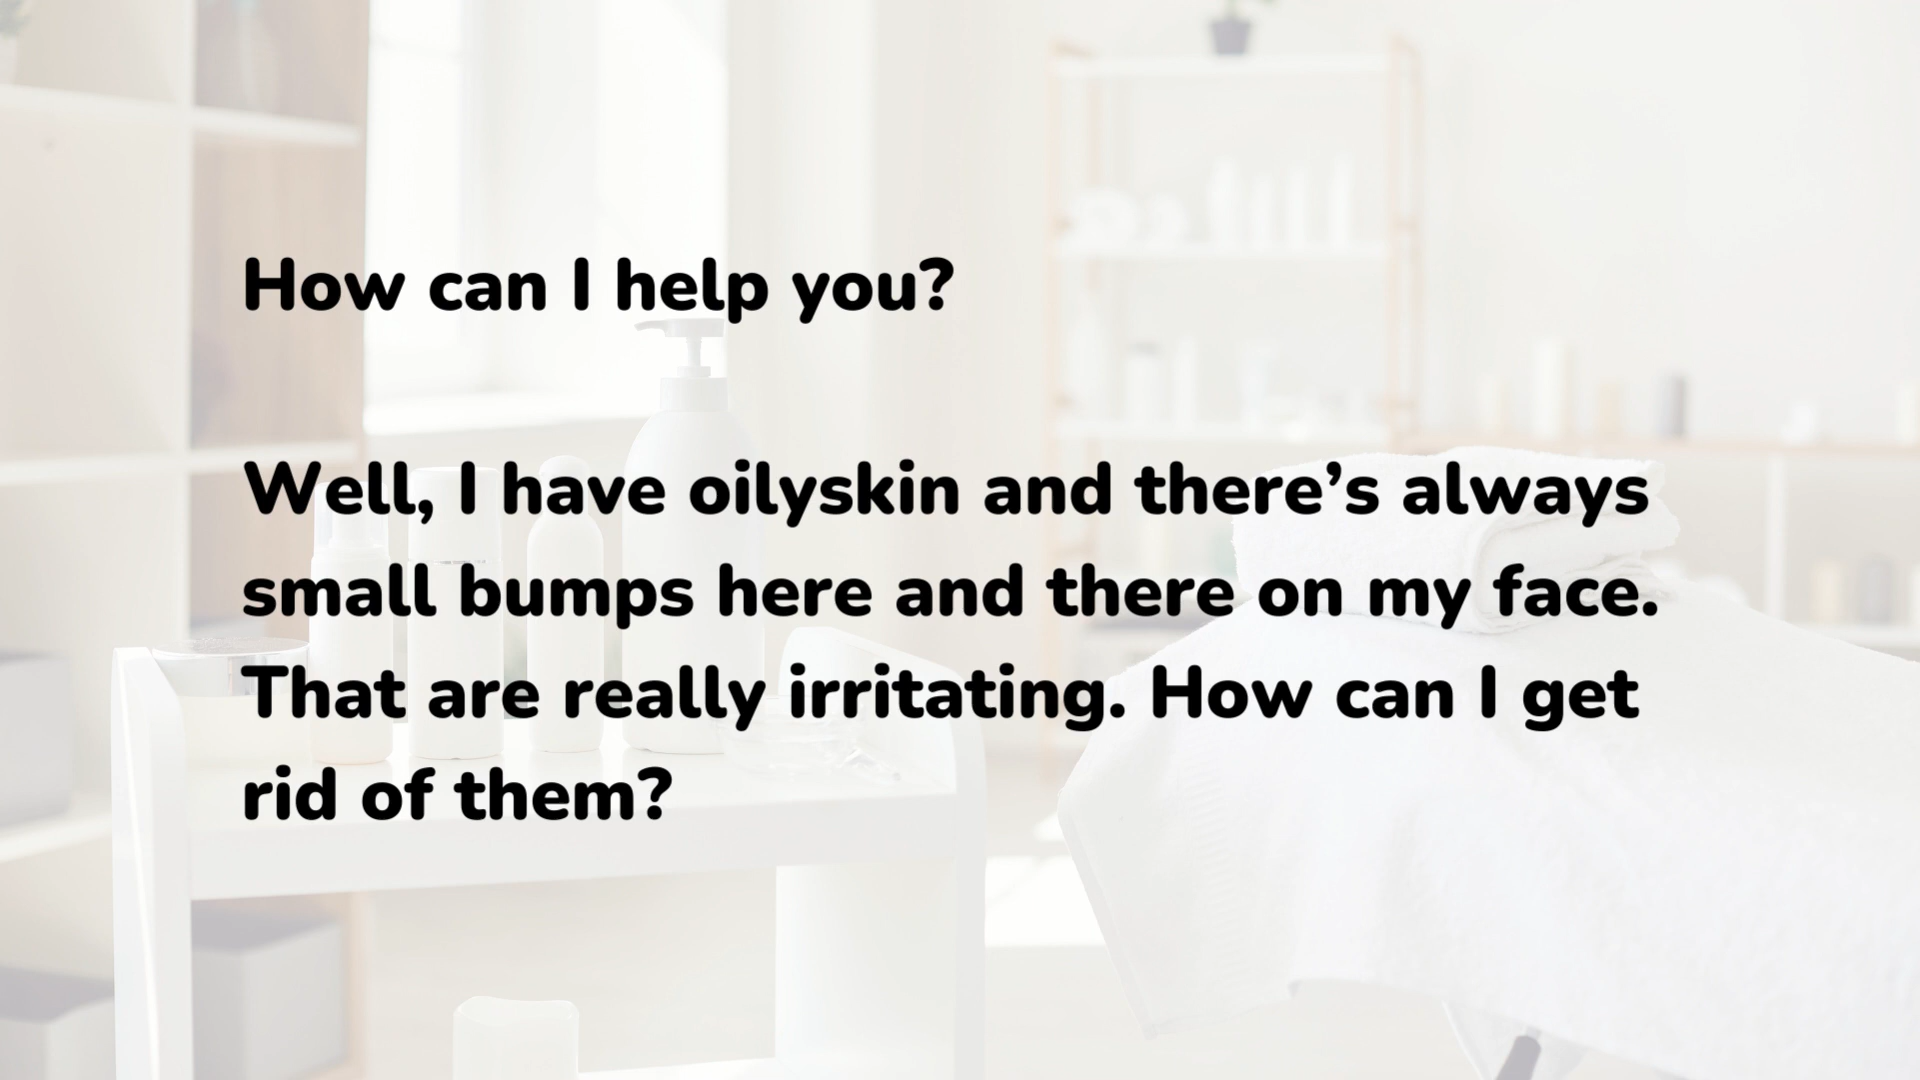 How can I help you?
Well, I have oilyskin and there’s always
small bumps here and there on my face.
That are really irritating. How can I get
rid of them?